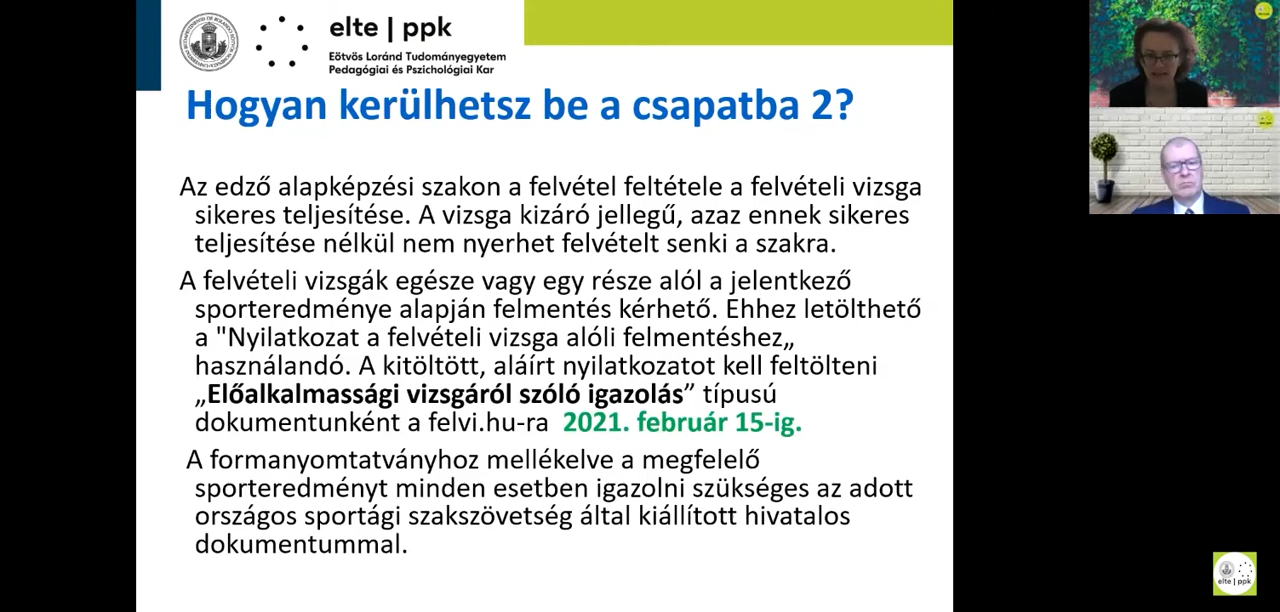 elte | ppk
Eötvös Loránd Tudományegyetem
Pedagógiai és Pszichológiai Kar
Hogyan kerülhetsz be a csapatba 2?
Az edző alapképzési szakon a felvétel feltétele a felvételi vizsga
sikeres teljesítése. A vizsga kizáró jellegű, azaz ennek sikeres
teljesítése nélkül nem nyerhet felvételt senki a szakra.
A felvételi vizsgák egésze vagy egy része alól a jelentkező
sporteredménye alapján felmentés kérhető. Ehhez letölthető
a "Nyilatkozat a felvételi vizsga alóli felmentéshez„
használandó. A kitöltött, aláírt nyilatkozatot kell feltölteni
„Előalkalmassági vizsgáról szóló igazolás” típusú
dokumentunként a felvi.hu-ra 2021. február 15-ig.
A formanyomtatványhoz mellékelve a megfelelő
sporteredményt minden esetben igazolni szükséges az adott
országos sportági szakszövetség által kiállított hivatalos
dokumentummal.
elte | ppk